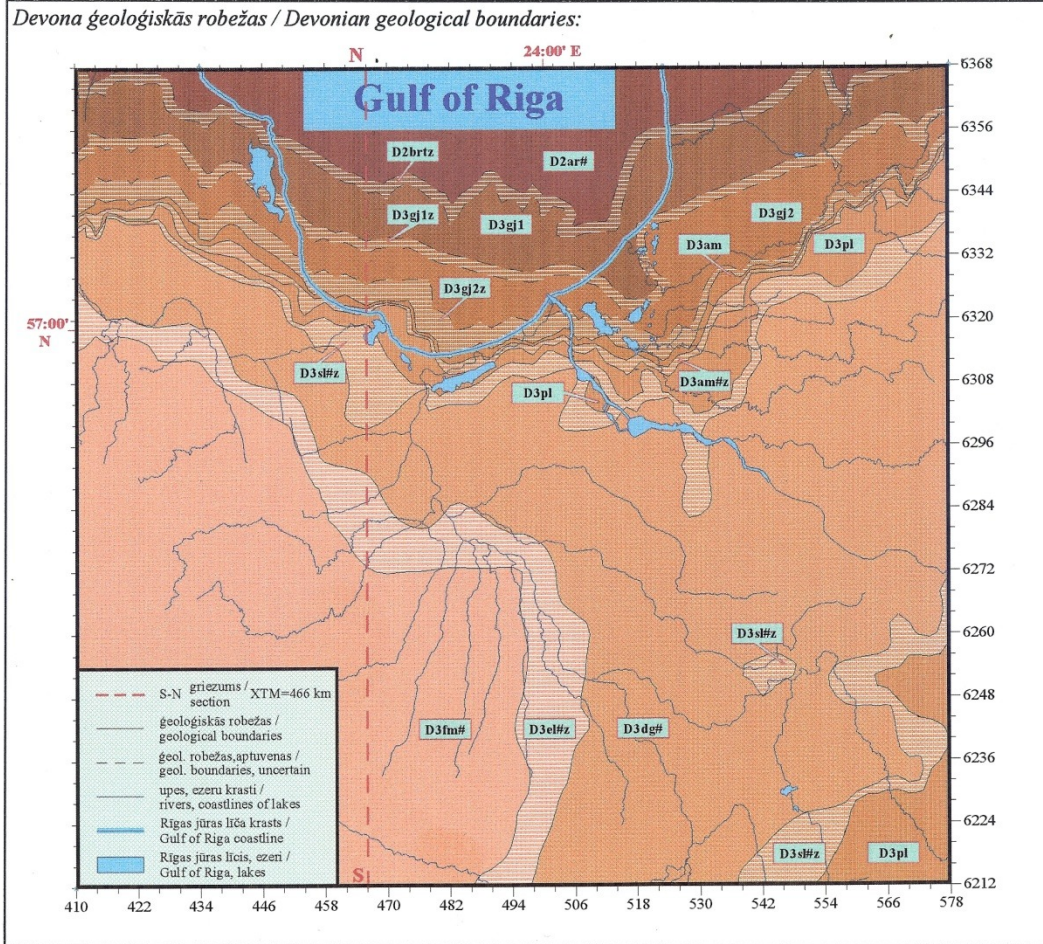 Devona ģeoloģiskās robežas / Devonian geological boundaries:
N
24:00' E
Gulf of Riga
6368
6356
6344
6332
6320
6308
6296
6284
6272
6260
6248
6236
6224
6212
D2brtz
D2ar#
D3gj1z
D3gj1
D3gj2
D3am
D3pl
D3gj2z
57:00'
N
D3sl#z
D3pl
D3am#z
D3sl#z
D3fm#
D3el#z
D3dg#
D3sl#z
D3pl
S-N griezums / XTM=466 km
section
ģeoloģiskās robežas /
geological boundaries
ģeol. robežas,aptuvenas /
geol. boundaries, uncertain
upes, ezeru krasti /
rivers, coastlines of lakes
Rīgas jūras līča krasts /
Gulf of Riga coastline
Rīgas jūras līcis, ezeri /
Gulf of Riga, lakes
S
410 422 434 446 458 470 482 494 506 518 530 542 554 566 578